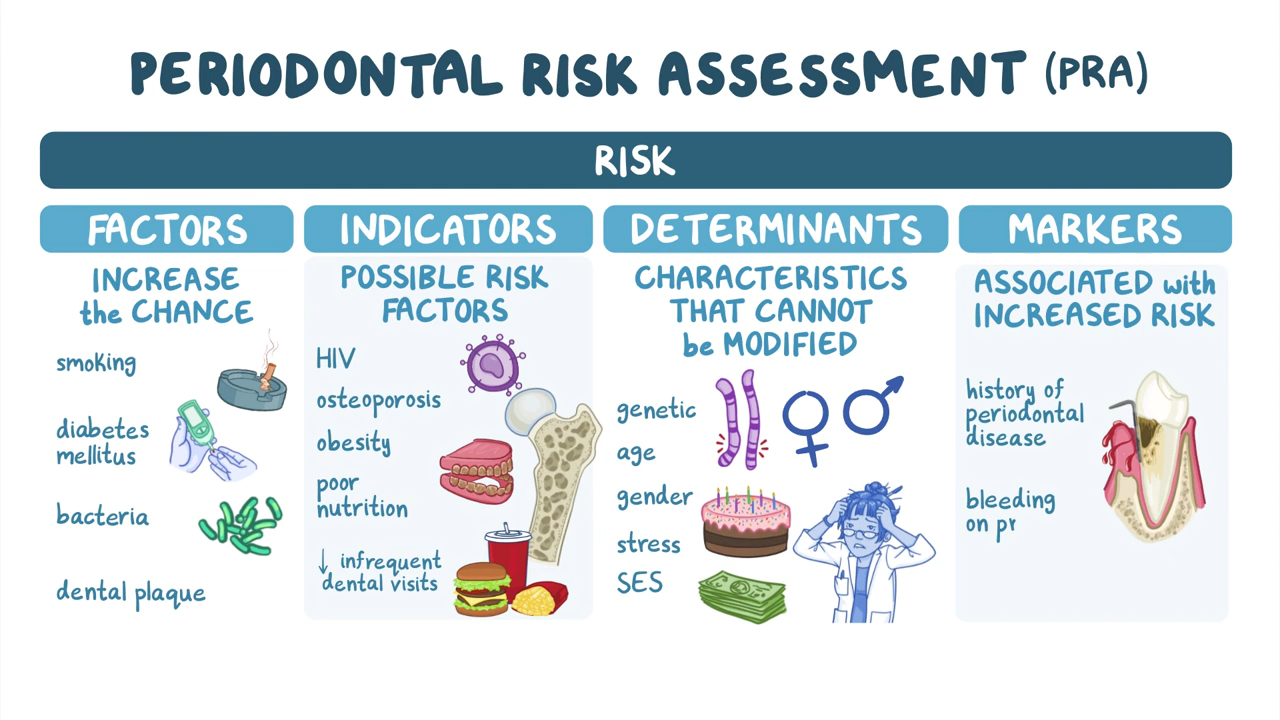 PERIODONTAL RISK ASSESSMENT (PRA)
RISK
FACTORS
INCREASE
the CHANCE
smoking
diabetes
mellitus
bacteria
dental plaque
INDICATORS
POSSIBLE RISK
FACTORS
HIV
osteoporosis
obesity
poor
nutrition
↓ infrequent
dental visits
DETERMINANTS
CHARACTERISTICS
THAT CANNOT
be MODIFIED
genetic
age
gender
stress
SES
MARKERS
ASSOCIATED with
INCREASED RISK
history of
periodontal
disease
bleeding
on pr